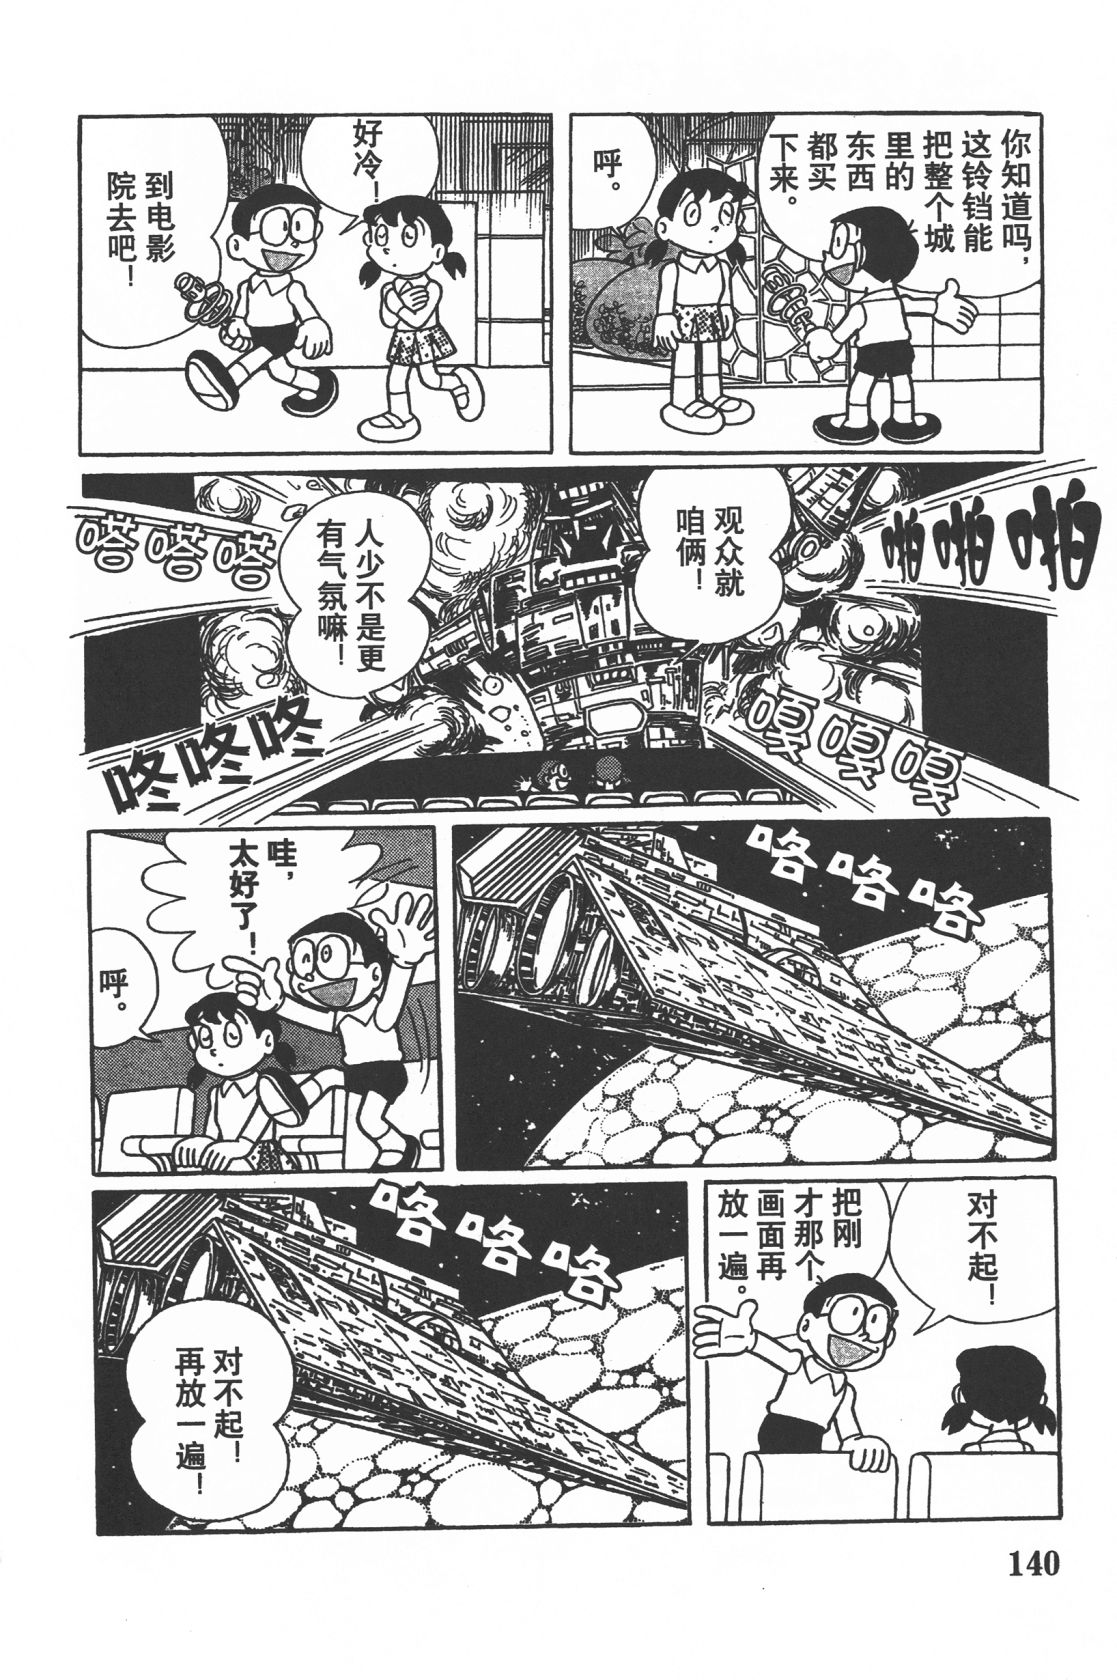 你知道吗，
这铃铛能
把整个城
里的
东西
都买
下来。
呼。
好冷！
到电影
院去吧！
啪啪啪
观众就
咱俩！
人少不是更
有气氛嘛！
嗒嗒嗒
嘎嘎嘎
咚咚咚
咯咯咯
哇，
太好了！
呼。
对不起！
把刚
才那个
画面再
放一遍。
咯咯咯
对不起！
再放一遍！
140